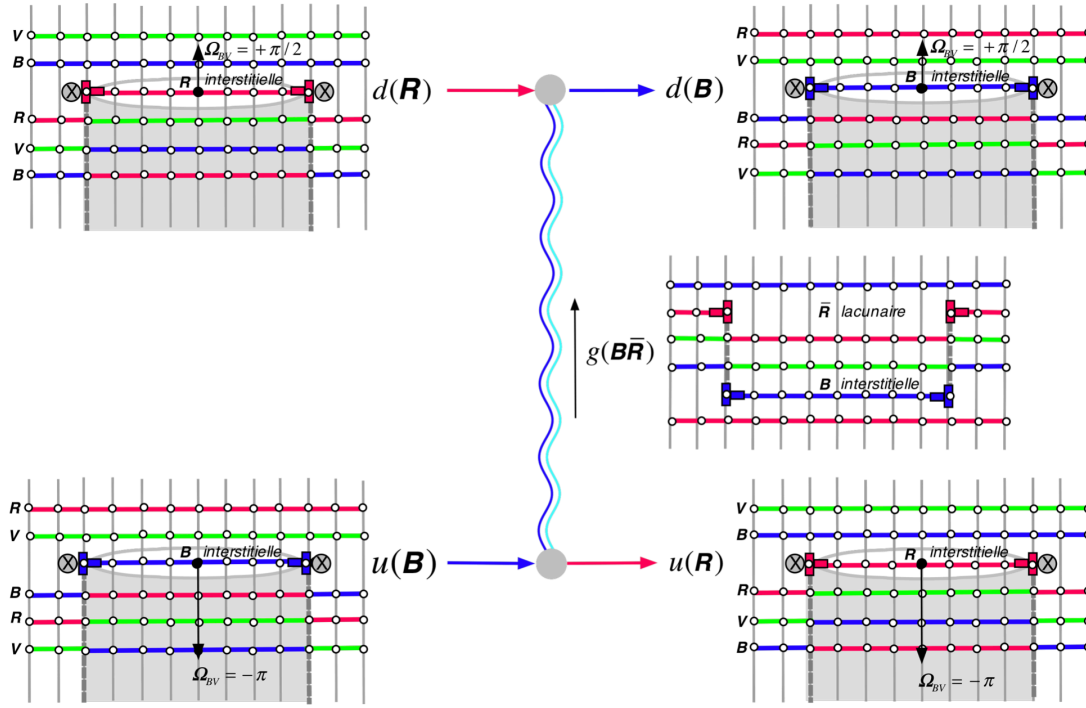 V
Ω_BV = +π/2
B
R interstitielle
R
V
B
d(R)
d(B)
R
Ω_BV = +π/2
V
B interstitielle
B
R
V
R̄ lacunaire
g(BR̄)
B interstitielle
R
V
B interstitielle
B
R
V
Ω_BV = −π
u(B)
u(R)
V
B
R interstitielle
R
V
B
Ω_BV = −π